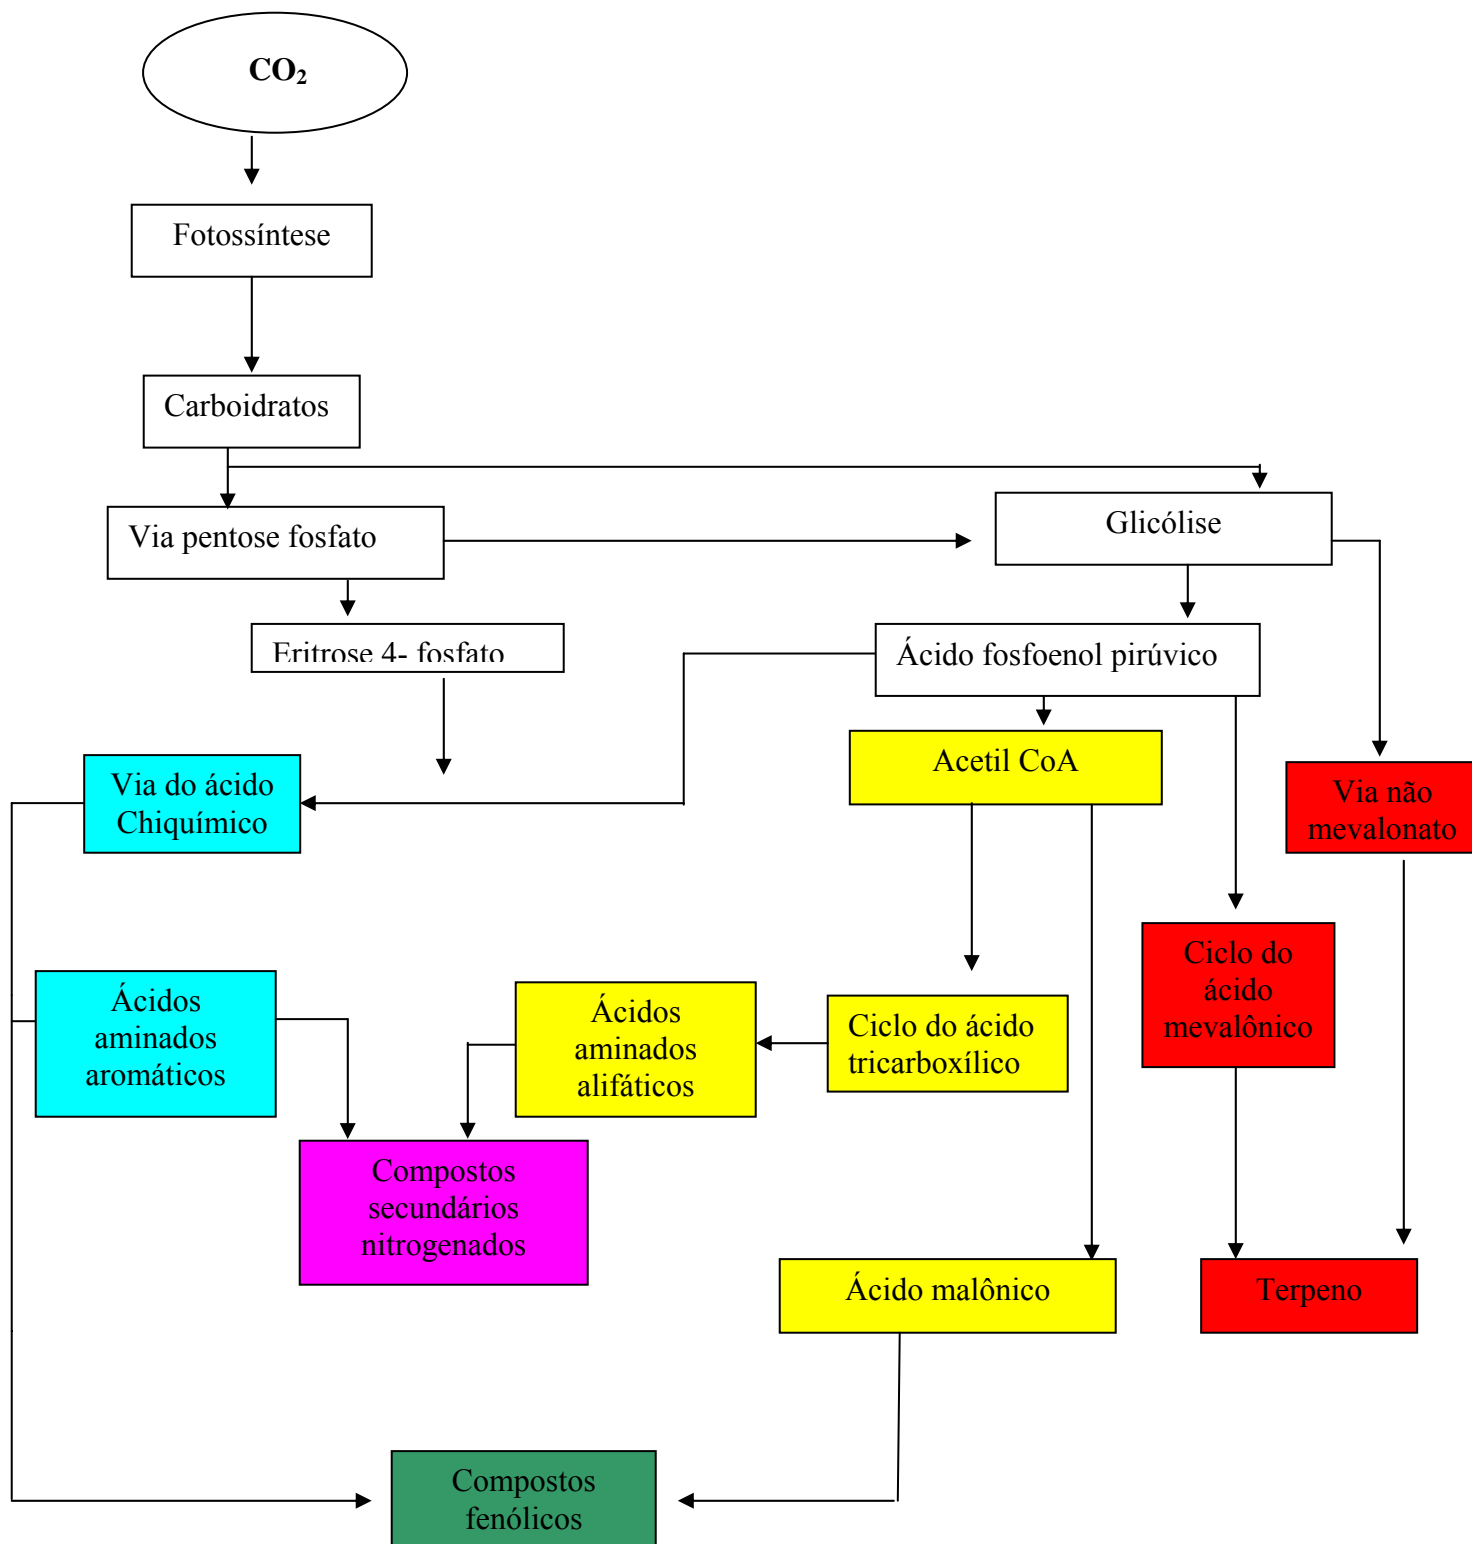 CO₂
Fotossíntese
Carboidratos
Via pentose fosfato
Glicólise
Eritrose 4- fosfato
Ácido fosfoenol pirúvico
Via do ácido
Chiquímico
Acetil CoA
Via não
mevalonato
Ácidos
aminados
aromáticos
Ácidos
aminados
alifáticos
Ciclo do ácido
tricarboxílico
Ciclo do
ácido
mevalônico
Compostos
secundários
nitrogenados
Ácido malônico
Terpeno
Compostos
fenólicos